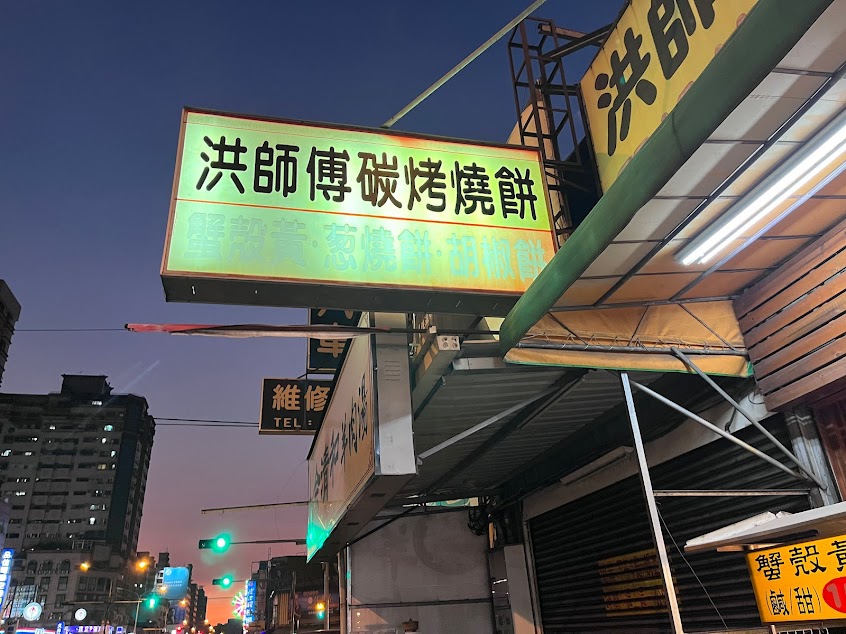 洪師傅碳烤燒餅
蟹殼黃·葱燒餅·胡椒餅
洪師
維修
TEL:
蟹殼黃
(鹹/甜)